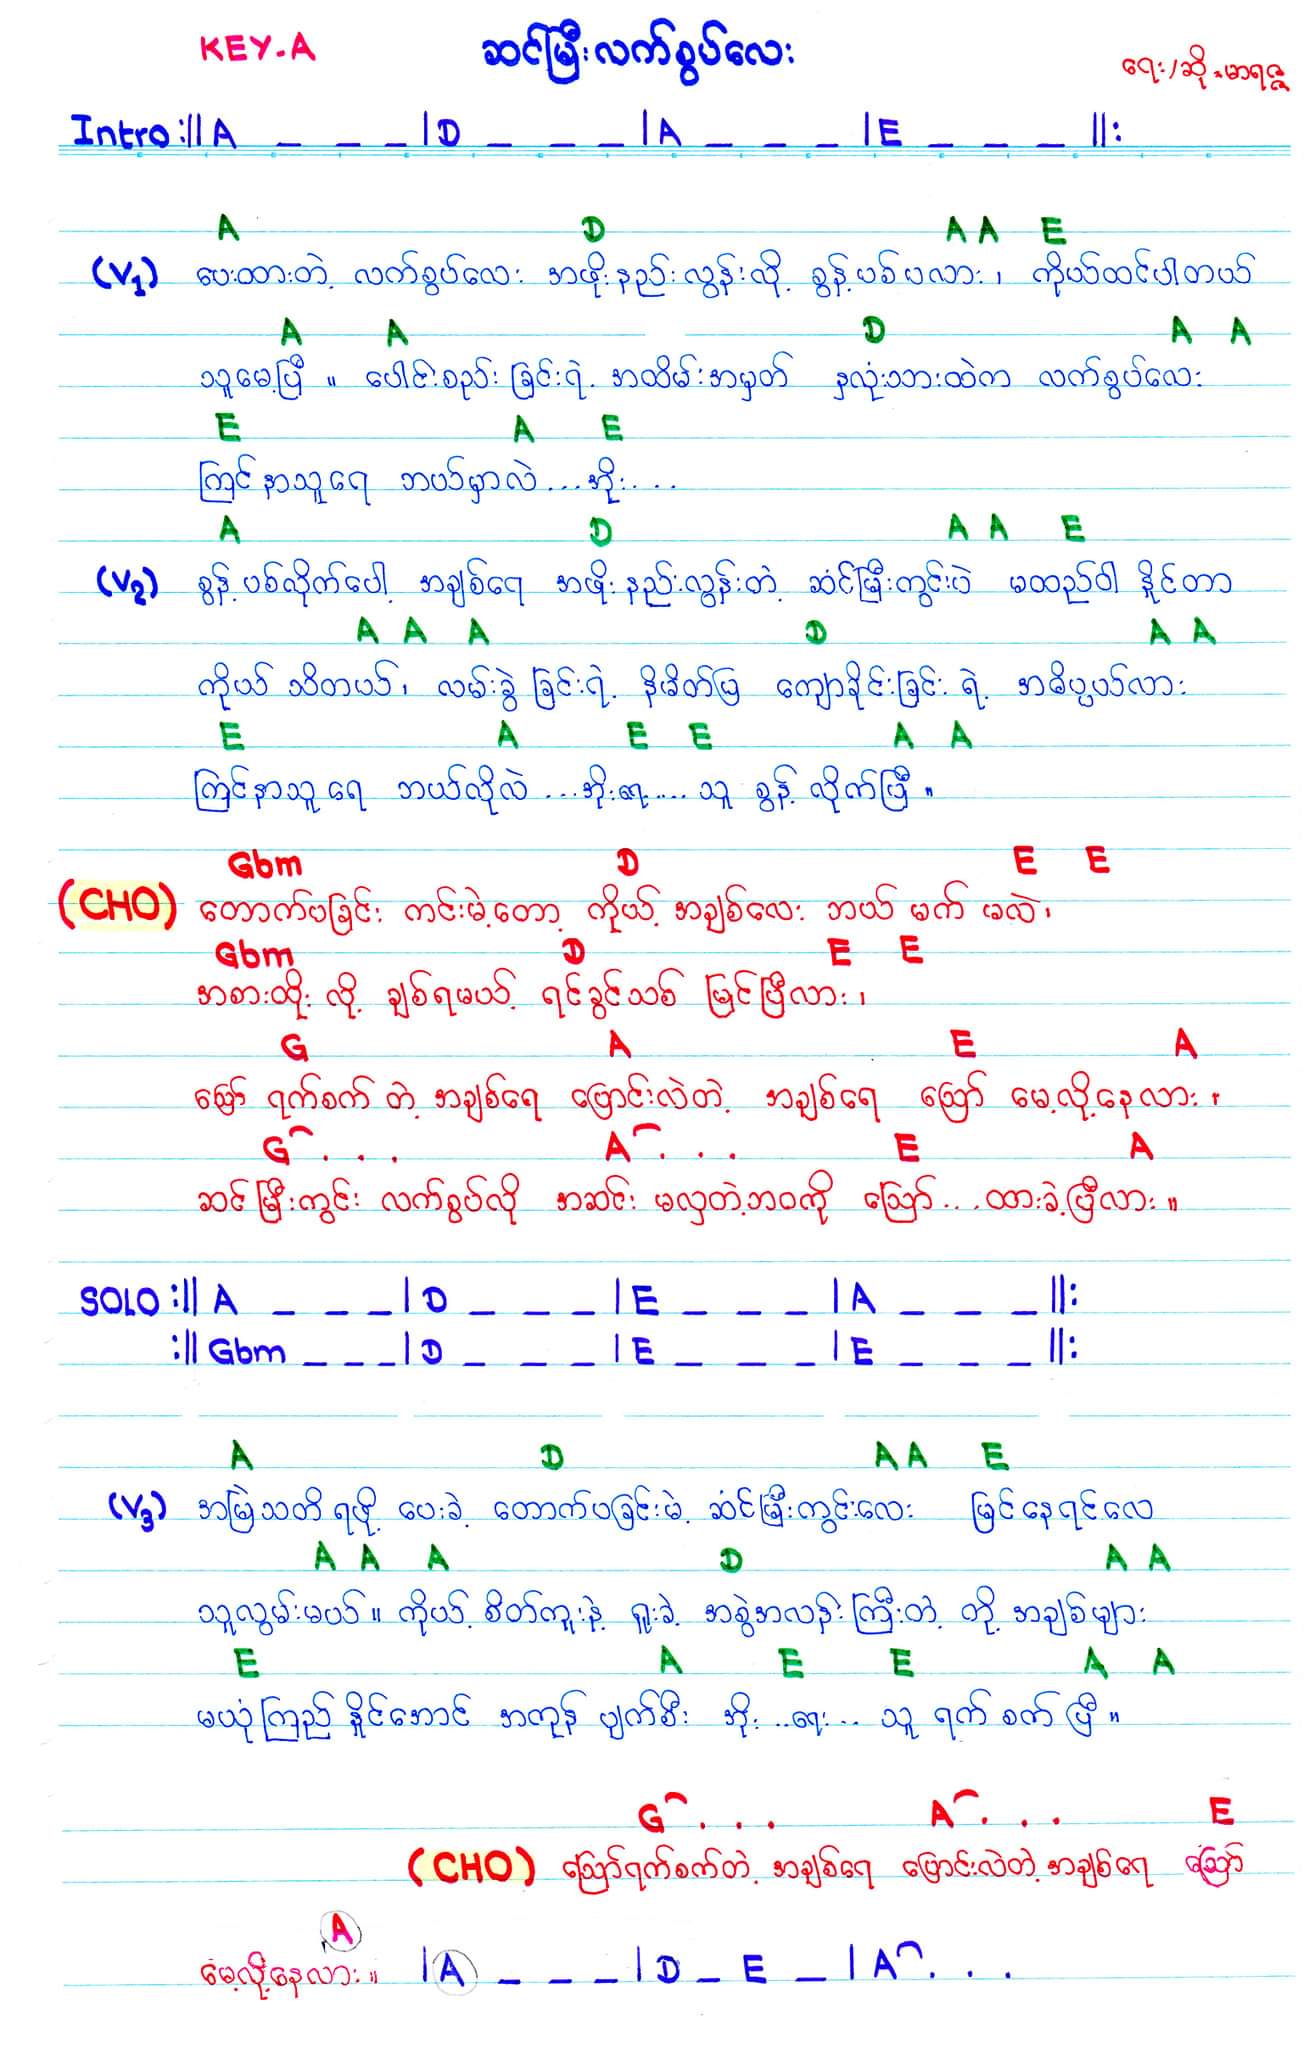 KEY-A ဆင်မြီးလက်စွပ်လေး ရေး/ဆို - မာရဇ္ဇ
Intro :|| A _ _ _ | D _ _ _ | A _ _ _ | E _ _ _ ||:
A D A A E
(V1) ပေးထားတဲ့ လက်စွပ်လေး အဖိုးနည်းလွန်းလို့ စွန့်ပစ်မလား၊ ကိုယ်ထင်ပါတယ်
A A D A A
သူမေ့ပြီ ။ ပေါင်းစည်းခြင်းရဲ့ အထိမ်းအမှတ် နှလုံးသားထဲက လက်စွပ်လေး
E A E
ကြင်နာသူရေ ဘယ်မှာလဲ ... အိုး ....
A D A A E
(V2) စွန့်ပစ်လိုက်ပေါ့ အချစ်ရေ အဖိုးနည်းလွန်းတဲ့ ဆံင်မြီးကွင်းပဲ မထည်ဝါ နိုင်တာ
A A A D A A
ကိုယ် သိတယ်၊ လမ်းခွဲခြင်းရဲ့ နိမိတ်ပြ ကျောခိုင်းခြင်း ရဲ့ အဓိပ္ပယ်လား
E A E E A A
ကြင်နာသူရေ ဘယ်လိုလဲ ...အိုးရေး.... သူ စွန့် လိုက်ပြီ ။
Gbm D E E
(CHO) တောက်ပခြင်း ကင်းမဲ့တော့ ကိုယ့် အချစ်လေး ဘယ် မက် မလဲ၊
Gbm D E E
အစားထိုး လို့ ချစ်ရမယ့် ရင်ခွင်သစ် မြင်ပြီလား ၊
G A E A
သြော် ရက်စက် တဲ့ အချစ်ရေ ပြောင်းလဲတဲ့ အချစ်ရေ သြော် မေ့လို့နေလား ၊
G . . . A . . . E A
ဆင်မြီးကွင်း လက်စွပ်လို အဆင်း မလှတဲ့ဘဝကို သြော် ... ထားခဲ့ပြီလား ။
SOLO :|| A _ _ _ | D _ _ _ | E _ _ _ | A _ _ _ ||:
:|| Gbm _ _ _ | D _ _ _ | E _ _ _ | E _ _ _ ||:
A D A A E
(V3) အမြဲသတိရဖို့ ပေးခဲ့ တောက်ပခြင်းမဲ့ ဆံင်မြီးကွင်းလေး မြင်နေရင်လေ
A A A D A A
သူလွမ်းမယ် ။ ကိုယ့် စိတ်ကူးနဲ့ ရူးခဲ့ အစွဲအလန်းကြီးတဲ့ တို့ အချစ်များ
E A E E A A
မယုံကြည် နိုင်အောင် အကုန် ပျက်စီး အိုး ..ရေး .. သူ ရက် စက် ပြီ ။
G . . . A . . . E
(CHO) သြော်ရက်စက်တဲ့ အချစ်ရေ ပြောင်းလဲတဲ့ အချစ်ရေ သြော်
A
မေ့လို့နေလား ။ | A _ _ _ | D _ E _ | A . . .